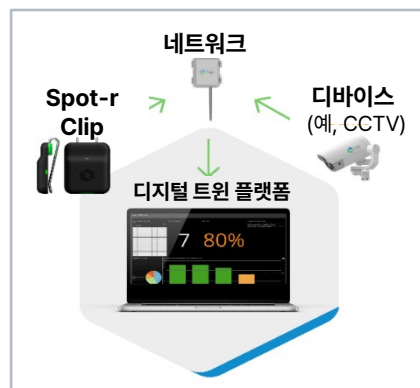 네트워크
Spot-r
Clip
디바이스
(예, CCTV)
디지털 트윈 플랫폼
7 80%